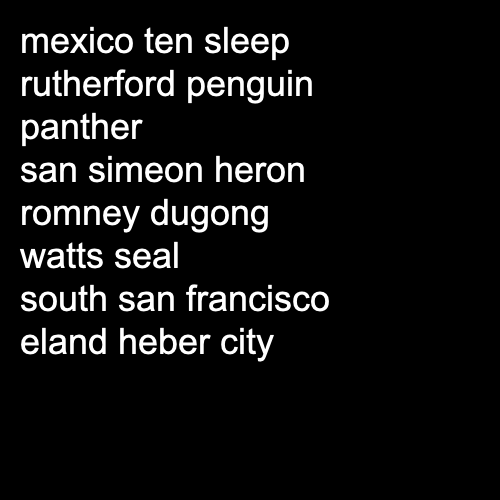 mexico ten sleep
rutherford penguin
panther
san simeon heron
romney dugong
watts seal
south san francisco
eland heber city